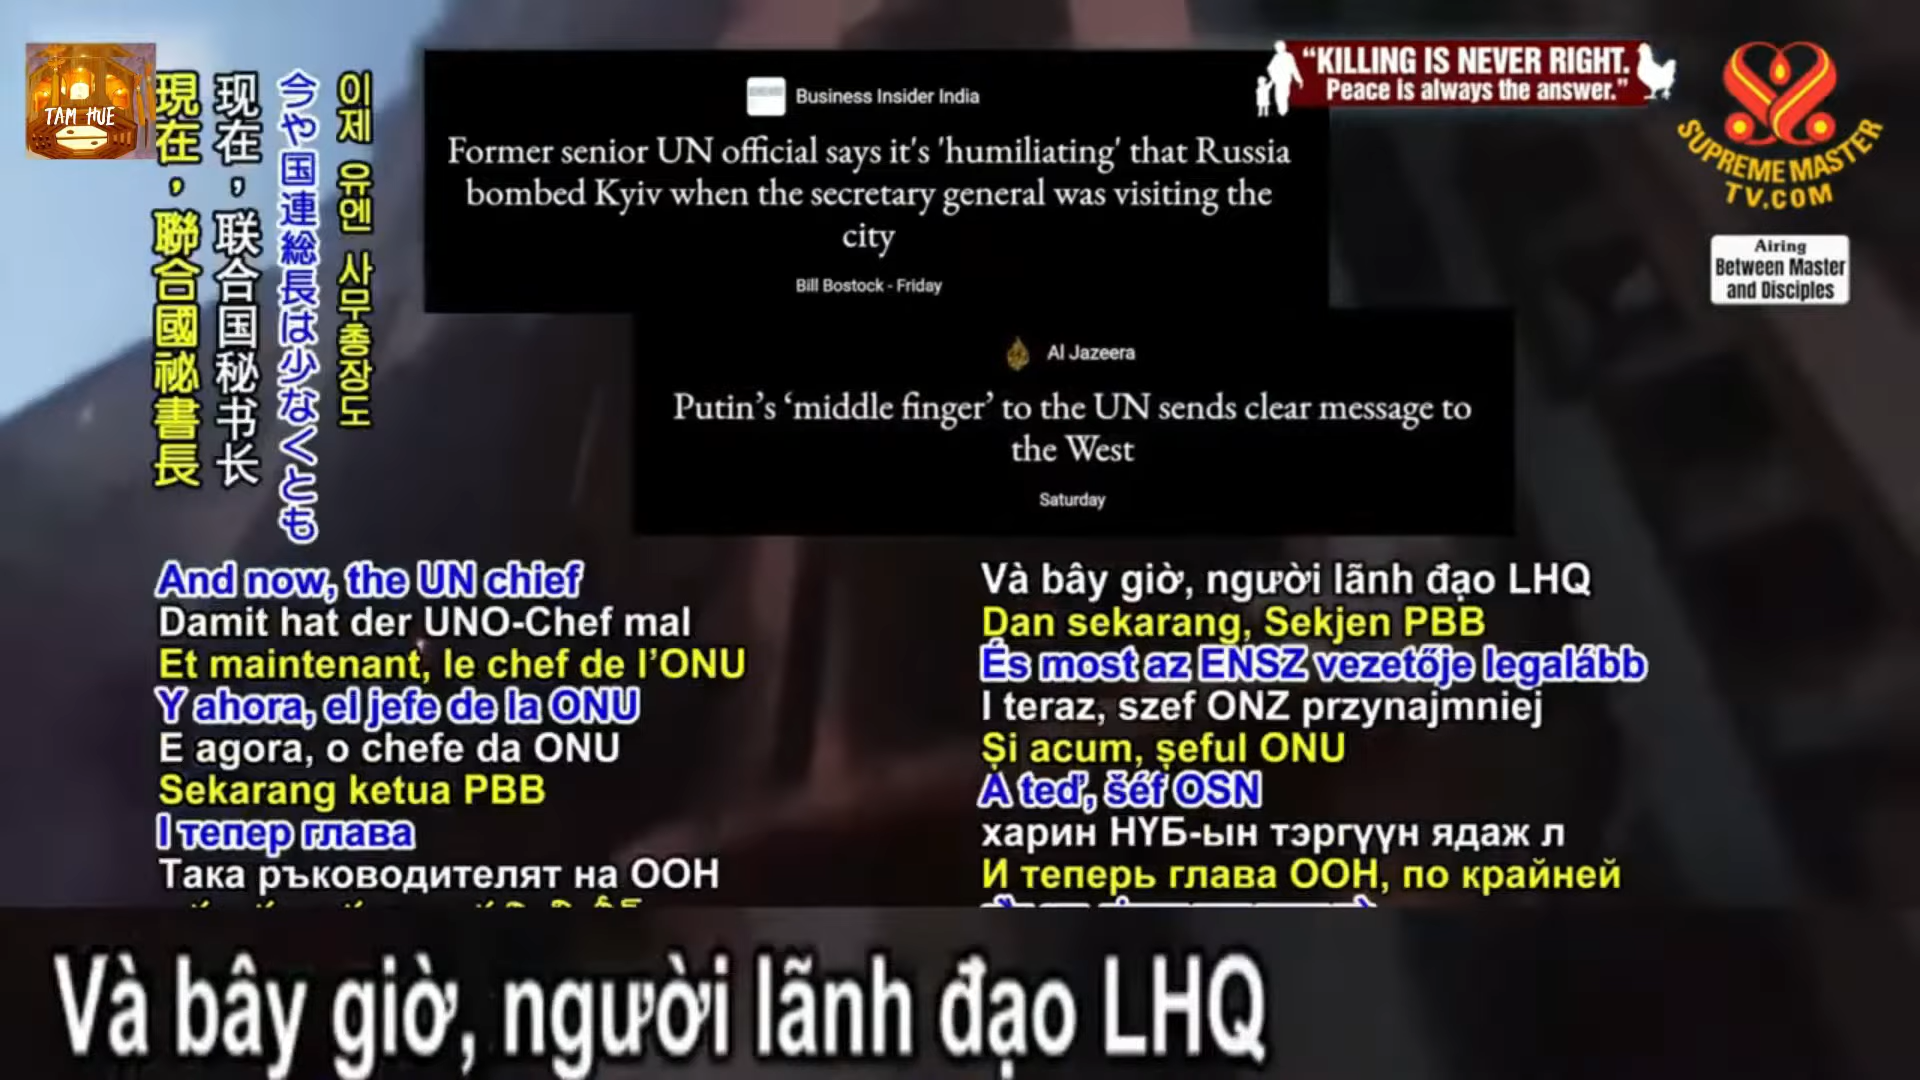 TAM HUE
現在，聯合國祕書長
现在，联合国秘书长
今や国連総長は少なくとも
이제 유엔 사무총장도
Business Insider India
Former senior UN official says it's 'humiliating' that Russia
bombed Kyiv when the secretary general was visiting the
city
Bill Bostock - Friday
Al Jazeera
Putin’s ‘middle finger’ to the UN sends clear message to
the West
Saturday
“KILLING IS NEVER RIGHT.
Peace is always the answer.”
SUPREME MASTER
TV.COM
Airing
Between Master
and Disciples
And now, the UN chief
Damit hat der UNO-Chef mal
Et maintenant, le chef de l’ONU
Y ahora, el jefe de la ONU
E agora, o chefe da ONU
Sekarang ketua PBB
І тепер глава
Така ръководителят на ООН
Và bây giờ, người lãnh đạo LHQ
Dan sekarang, Sekjen PBB
És most az ENSZ vezetője legalább
I teraz, szef ONZ przynajmniej
Și acum, șeful ONU
A teď, šéf OSN
харин НҮБ-ын тэргүүн ядаж л
И теперь глава ООН, по крайней
Và bây giờ, người lãnh đạo LHQ